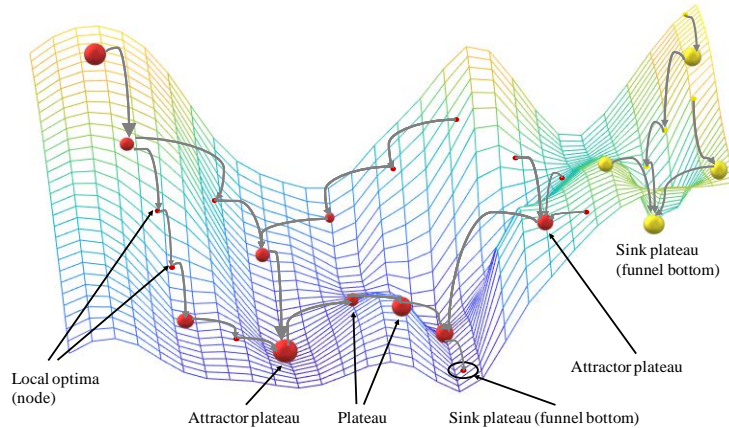 Sink plateau
(funnel bottom)
Local optima
(node)
Attractor plateau
Plateau
Sink plateau (funnel bottom)
Attractor plateau